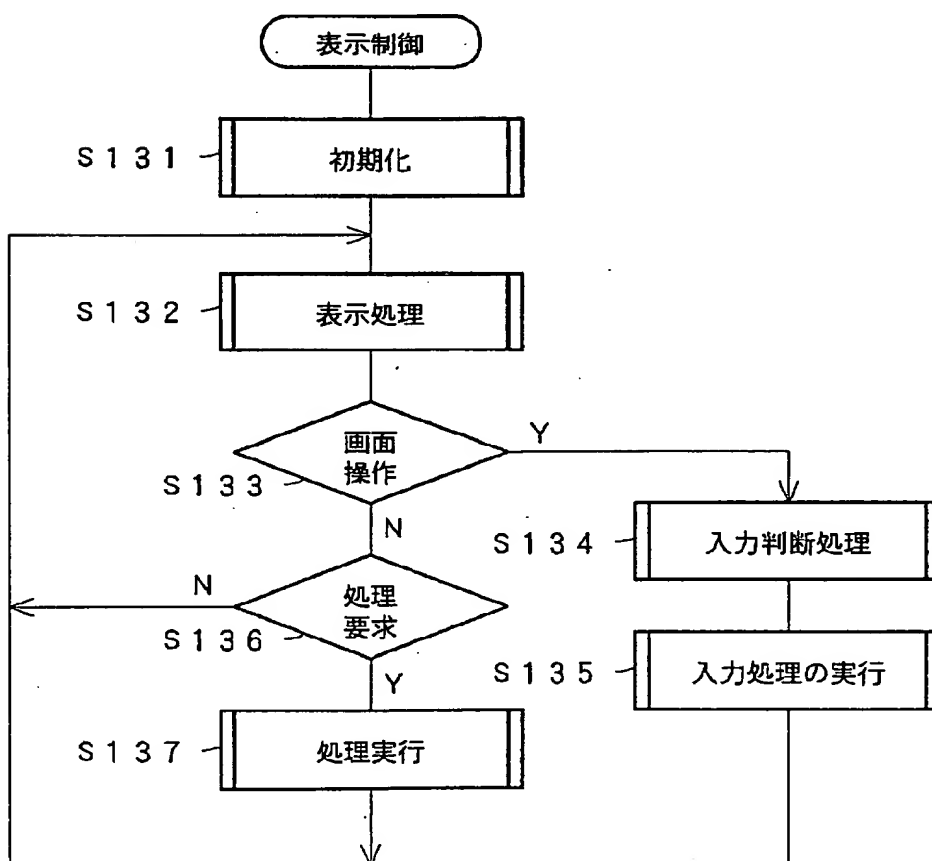 表示制御
S131
初期化
S132
表示処理
画面
操作
S133
Y
N
S134
入力判断処理
処理
要求
N
S136
Y
S135
入力処理の実行
S137
処理実行